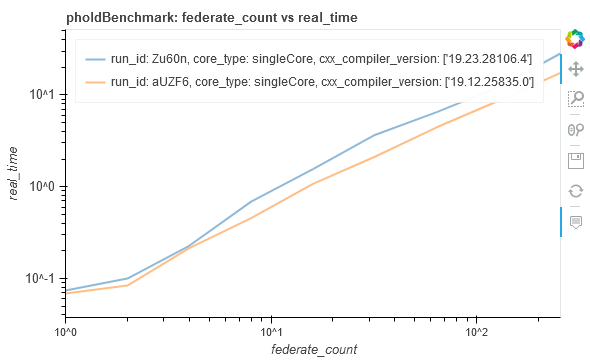 pholdBenchmark: federate_count vs real_time
run_id: Zu60n, core_type: singleCore, cxx_compiler_version: ['19.23.28106.4']
run_id: aUZF6, core_type: singleCore, cxx_compiler_version: ['19.12.25835.0']
10^1
10^0
10^-1
real_time
10^0
10^1
10^2
federate_count